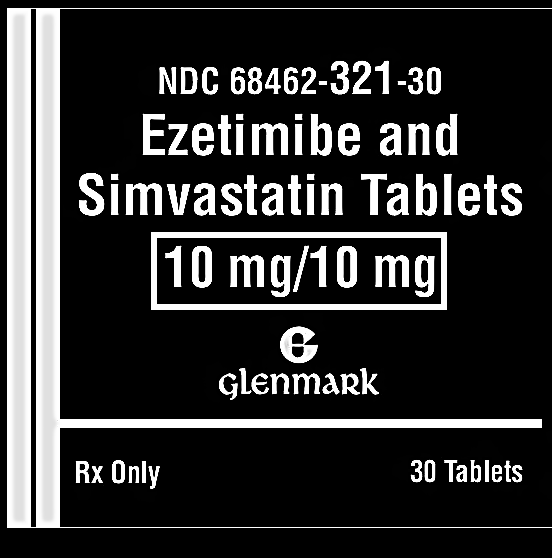 NDC 68462-321-30
Ezetimibe and
Simvastatin Tablets
10 mg/10 mg
glenmark
Rx Only
30 Tablets